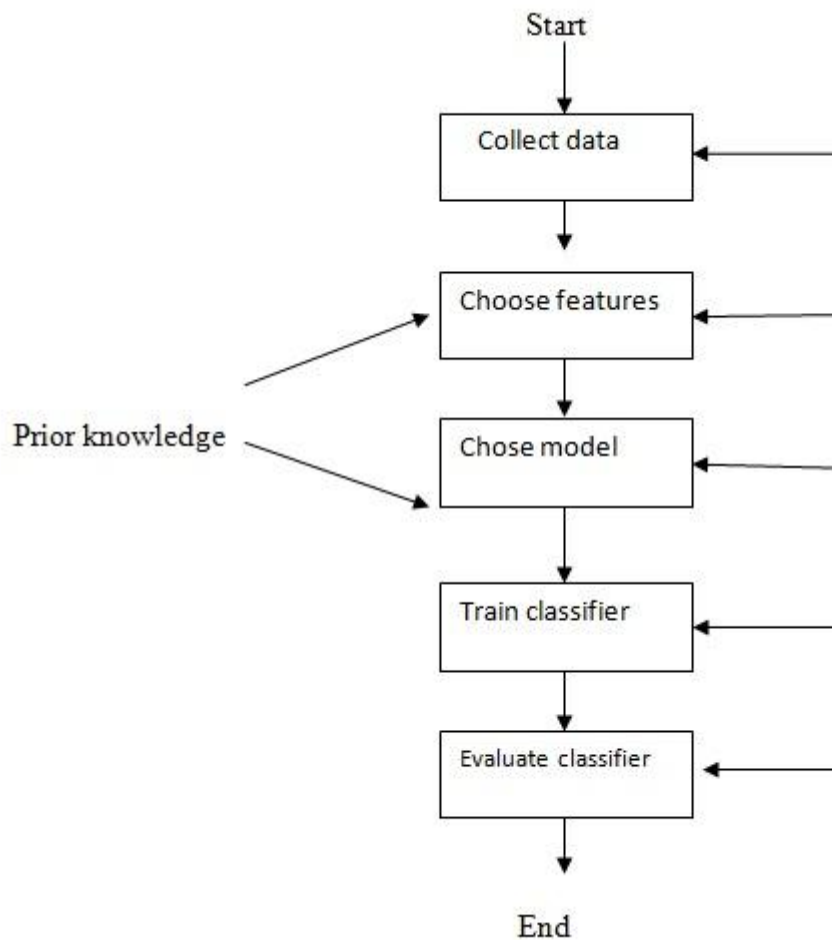 Start
Collect data
Choose features
Prior knowledge
Chose model
Train classifier
Evaluate classifier
End